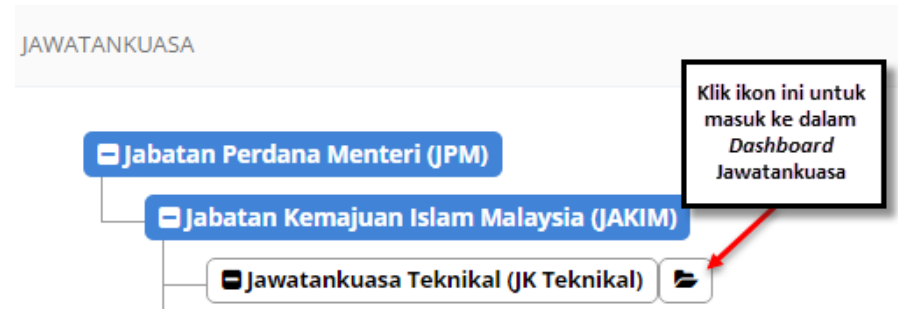 JAWATANKUASA
Klik ikon ini untuk
masuk ke dalam
Dashboard
Jawatankuasa
Jabatan Perdana Menteri (JPM)
Jabatan Kemajuan Islam Malaysia (JAKIM)
Jawatankuasa Teknikal (JK Teknikal)